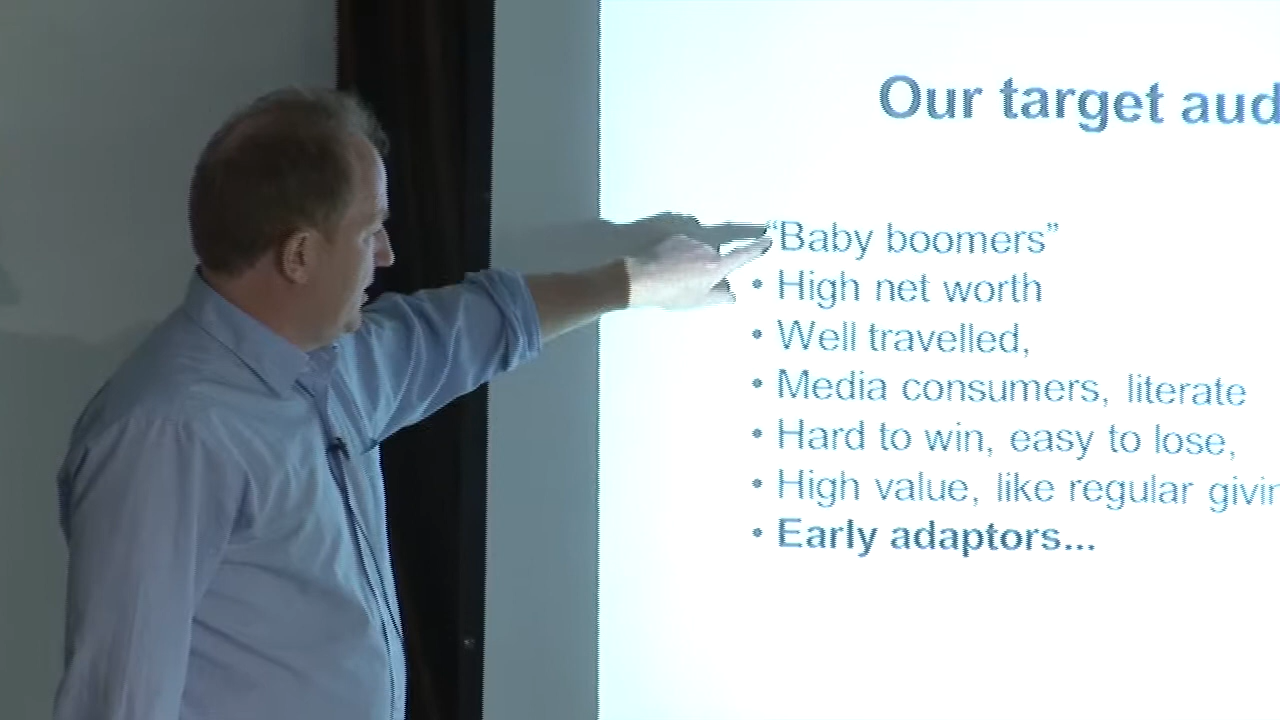 Our target aud
“Baby boomers”
• High net worth
• Well travelled,
• Media consumers, literate
• Hard to win, easy to lose,
• High value, like regular givin
• Early adaptors...